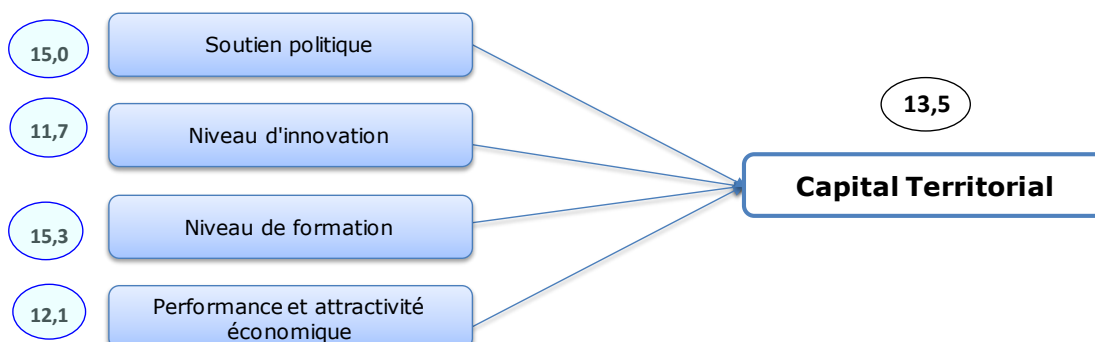 15,0
Soutien politique
13,5
11,7
Niveau d'innovation
Capital Territorial
15,3
Niveau de formation
12,1
Performance et attractivité
économique